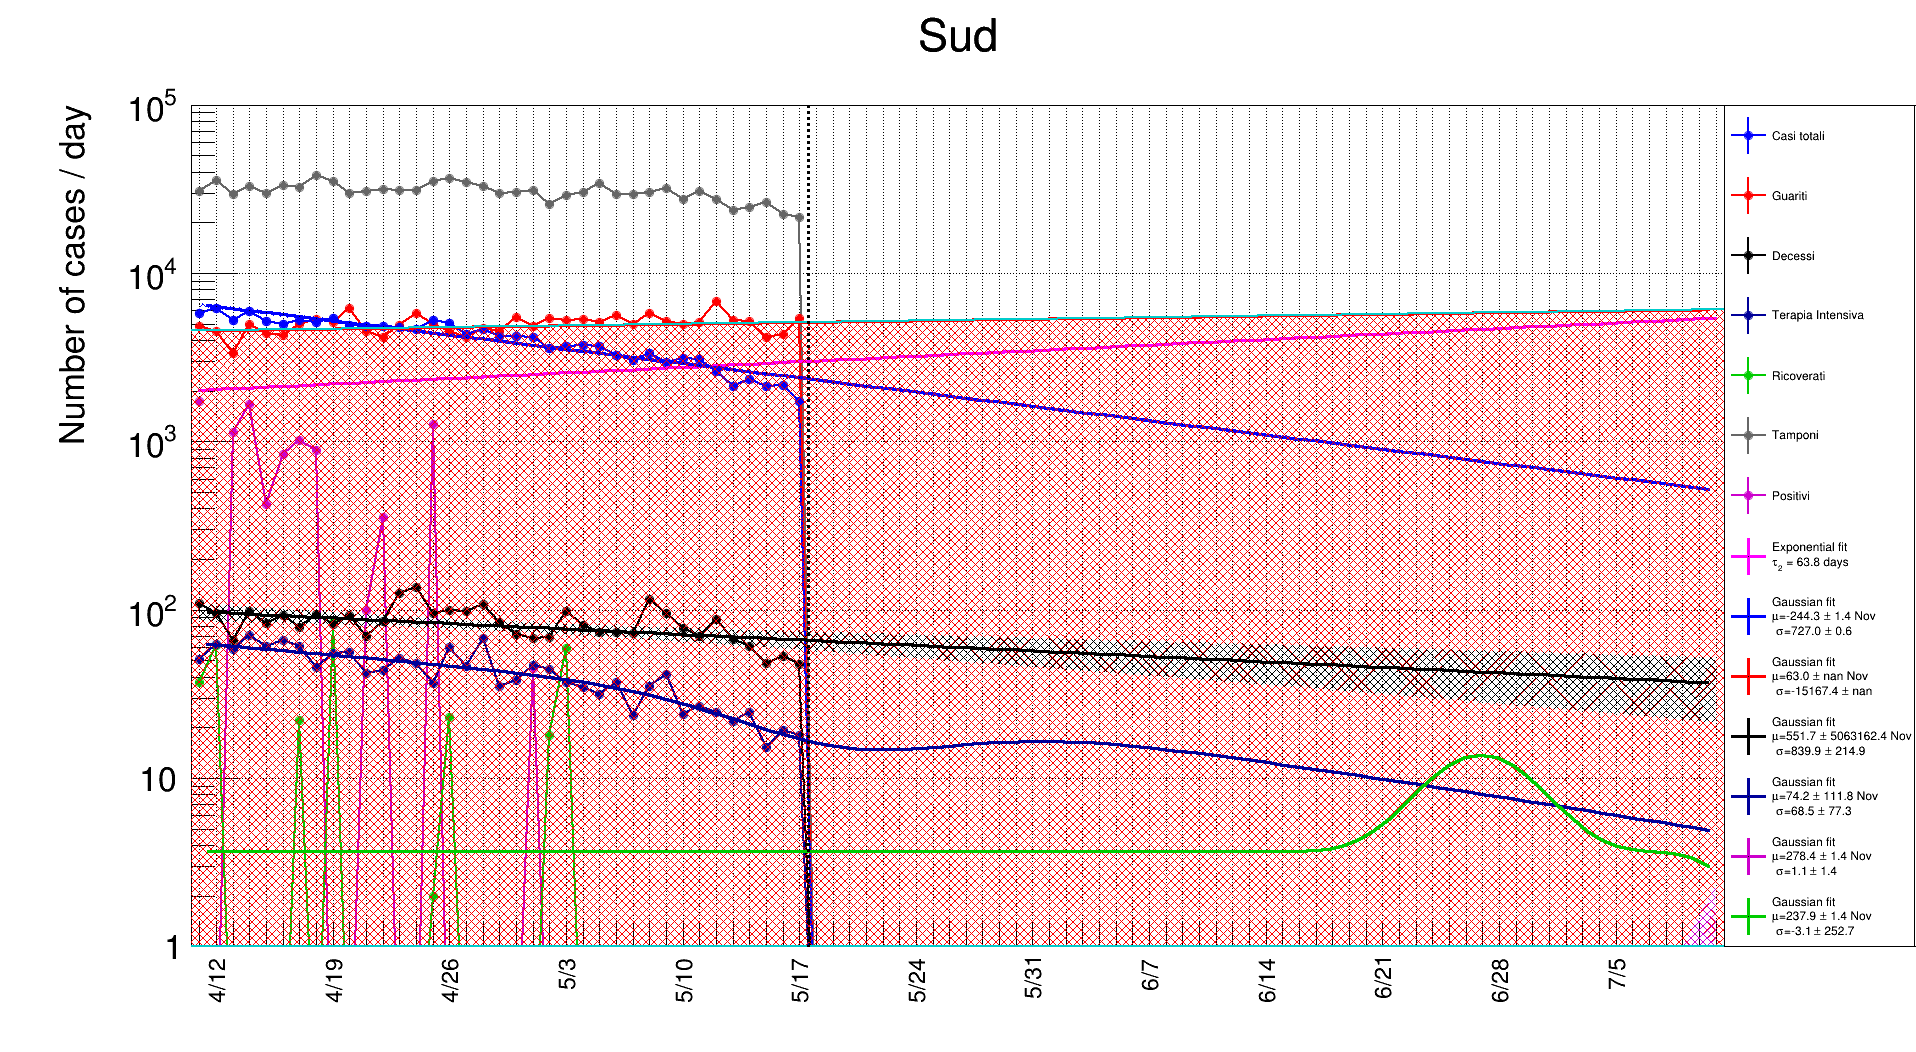 Sud
Number of cases / day
10^5
10^4
10^3
10^2
10
1
4/12
4/19
4/26
5/3
5/10
5/17
5/24
5/31
6/7
6/14
6/21
6/28
7/5
Casi totali
Guariti
Decessi
Terapia Intensiva
Ricoverati
Tamponi
Positivi
Exponential fit
τ_2 = 63.8 days
Gaussian fit
μ=-244.3 ± 1.4 Nov
σ=727.0 ± 0.6
Gaussian fit
μ=63.0 ± nan Nov
σ=-15167.4 ± nan
Gaussian fit
μ=551.7 ± 5063162.4 Nov
σ=839.9 ± 214.9
Gaussian fit
μ=74.2 ± 111.8 Nov
σ=68.5 ± 77.3
Gaussian fit
μ=278.4 ± 1.4 Nov
σ=1.1 ± 1.4
Gaussian fit
μ=237.9 ± 1.4 Nov
σ=-3.1 ± 252.7